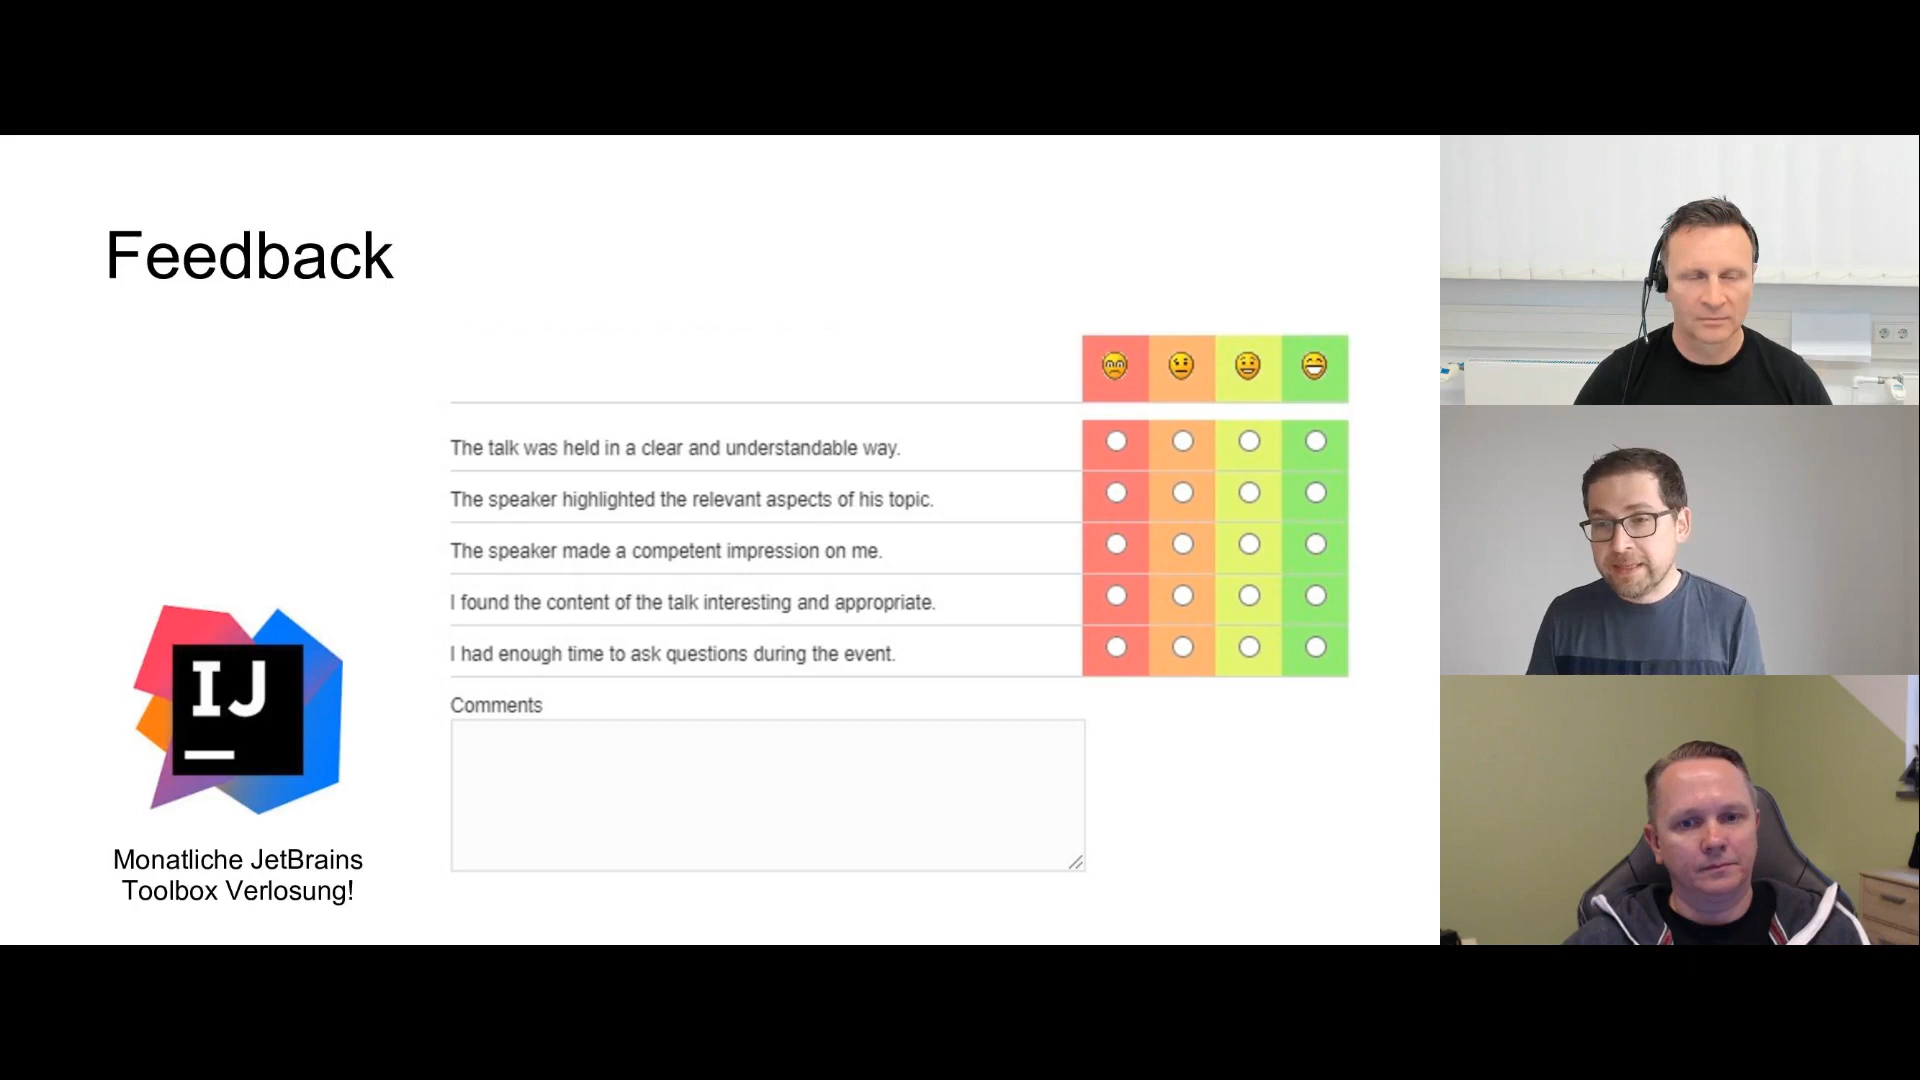 Feedback
The talk was held in a clear and understandable way.
The speaker highlighted the relevant aspects of his topic.
The speaker made a competent impression on me.
I found the content of the talk interesting and appropriate.
I had enough time to ask questions during the event.
Comments
IJ
Monatliche JetBrains
Toolbox Verlosung!